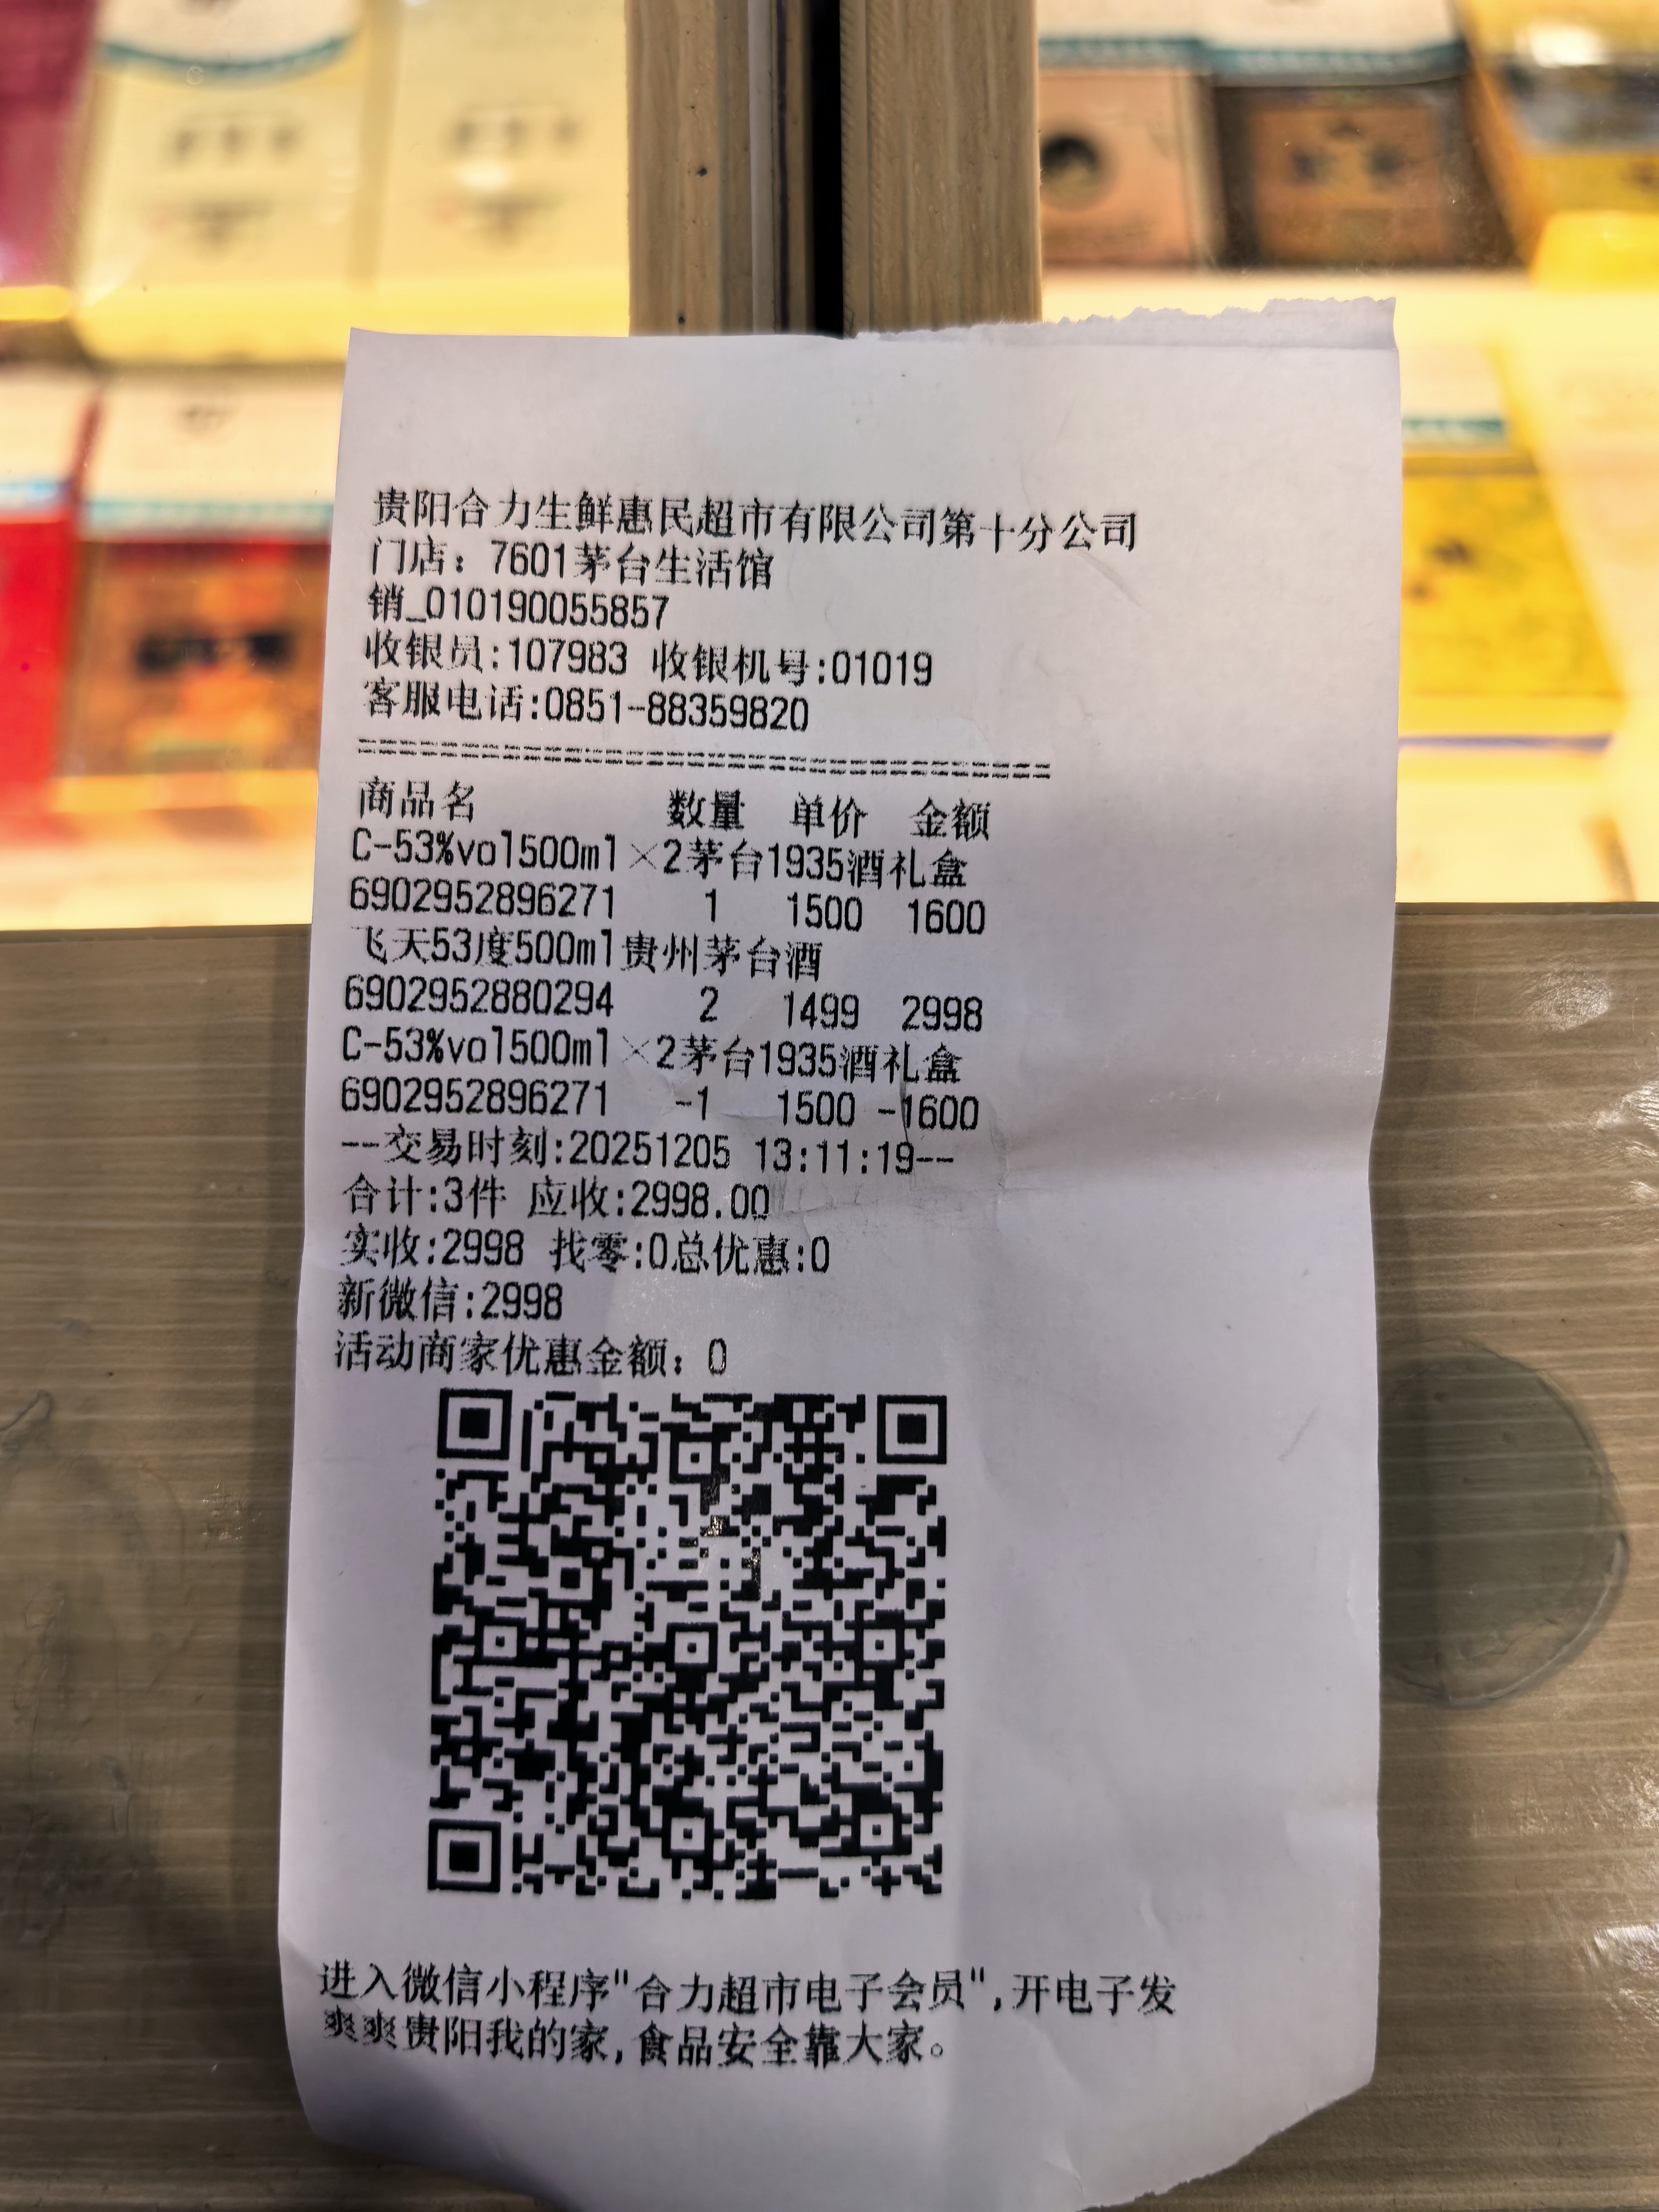 贵阳合力生鲜惠民超市有限公司第十分公司
门店：7601茅台生活馆
销_010190055857
收银员:107983 收银机号:01019
客服电话:0851-88359820
==================================
商品名 数量 单价 金额
C-53%vol500ml×2茅台1935酒礼盒
6902952896271 1 1500 1600
飞天53度500ml贵州茅台酒
6902952880294 2 1499 2998
C-53%vol500ml×2茅台1935酒礼盒
6902952896271 -1 1500 -1600
--交易时刻:20251205 13:11:19--
合计:3件 应收:2998.00
实收:2998 找零:0总优惠:0
新微信:2998
活动商家优惠金额：0
进入微信小程序"合力超市电子会员",开电子发
爽爽贵阳我的家,食品安全靠大家。